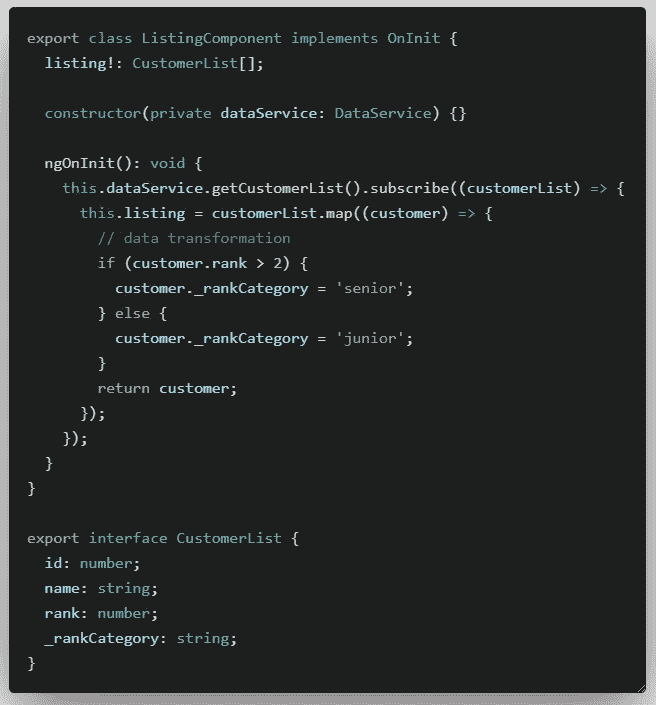 export class ListingComponent implements OnInit {
  listing!: CustomerList[];

  constructor(private dataService: DataService) {}

  ngOnInit(): void {
    this.dataService.getCustomerList().subscribe((customerList) => {
      this.listing = customerList.map((customer) => {
        // data transformation
        if (customer.rank > 2) {
          customer._rankCategory = 'senior';
        } else {
          customer._rankCategory = 'junior';
        }
        return customer;
      });
    });
  }
}

export interface CustomerList {
  id: number;
  name: string;
  rank: number;
  _rankCategory: string;
}